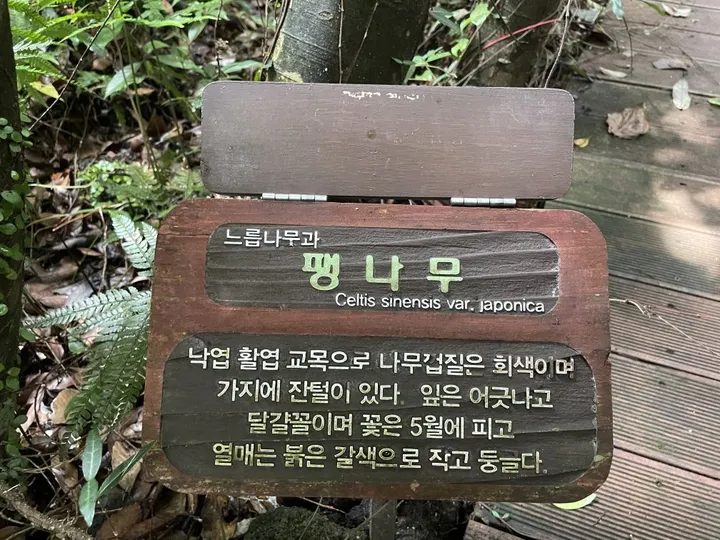 느릅나무과
팽나무
Celtis sinensis var. japonica
낙엽 활엽 교목으로 나무껍질은 회색이며
가지에 잔털이 있다. 잎은 어긋나고
달걀꼴이며 꽃은 5월에 피고
열매는 붉은 갈색으로 작고 둥글다.